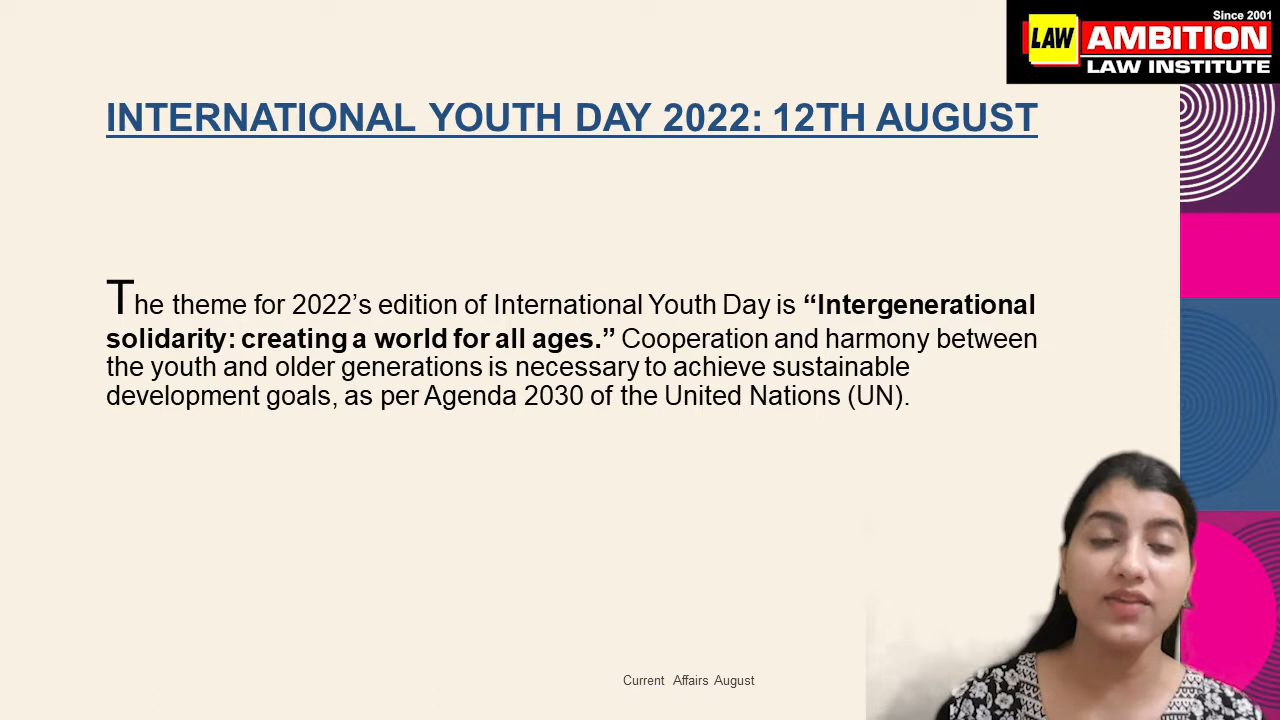 Since 2001
LAW AMBITION
LAW INSTITUTE
INTERNATIONAL YOUTH DAY 2022: 12TH AUGUST
The theme for 2022’s edition of International Youth Day is “Intergenerational
solidarity: creating a world for all ages.” Cooperation and harmony between
the youth and older generations is necessary to achieve sustainable
development goals, as per Agenda 2030 of the United Nations (UN).
Current Affairs August